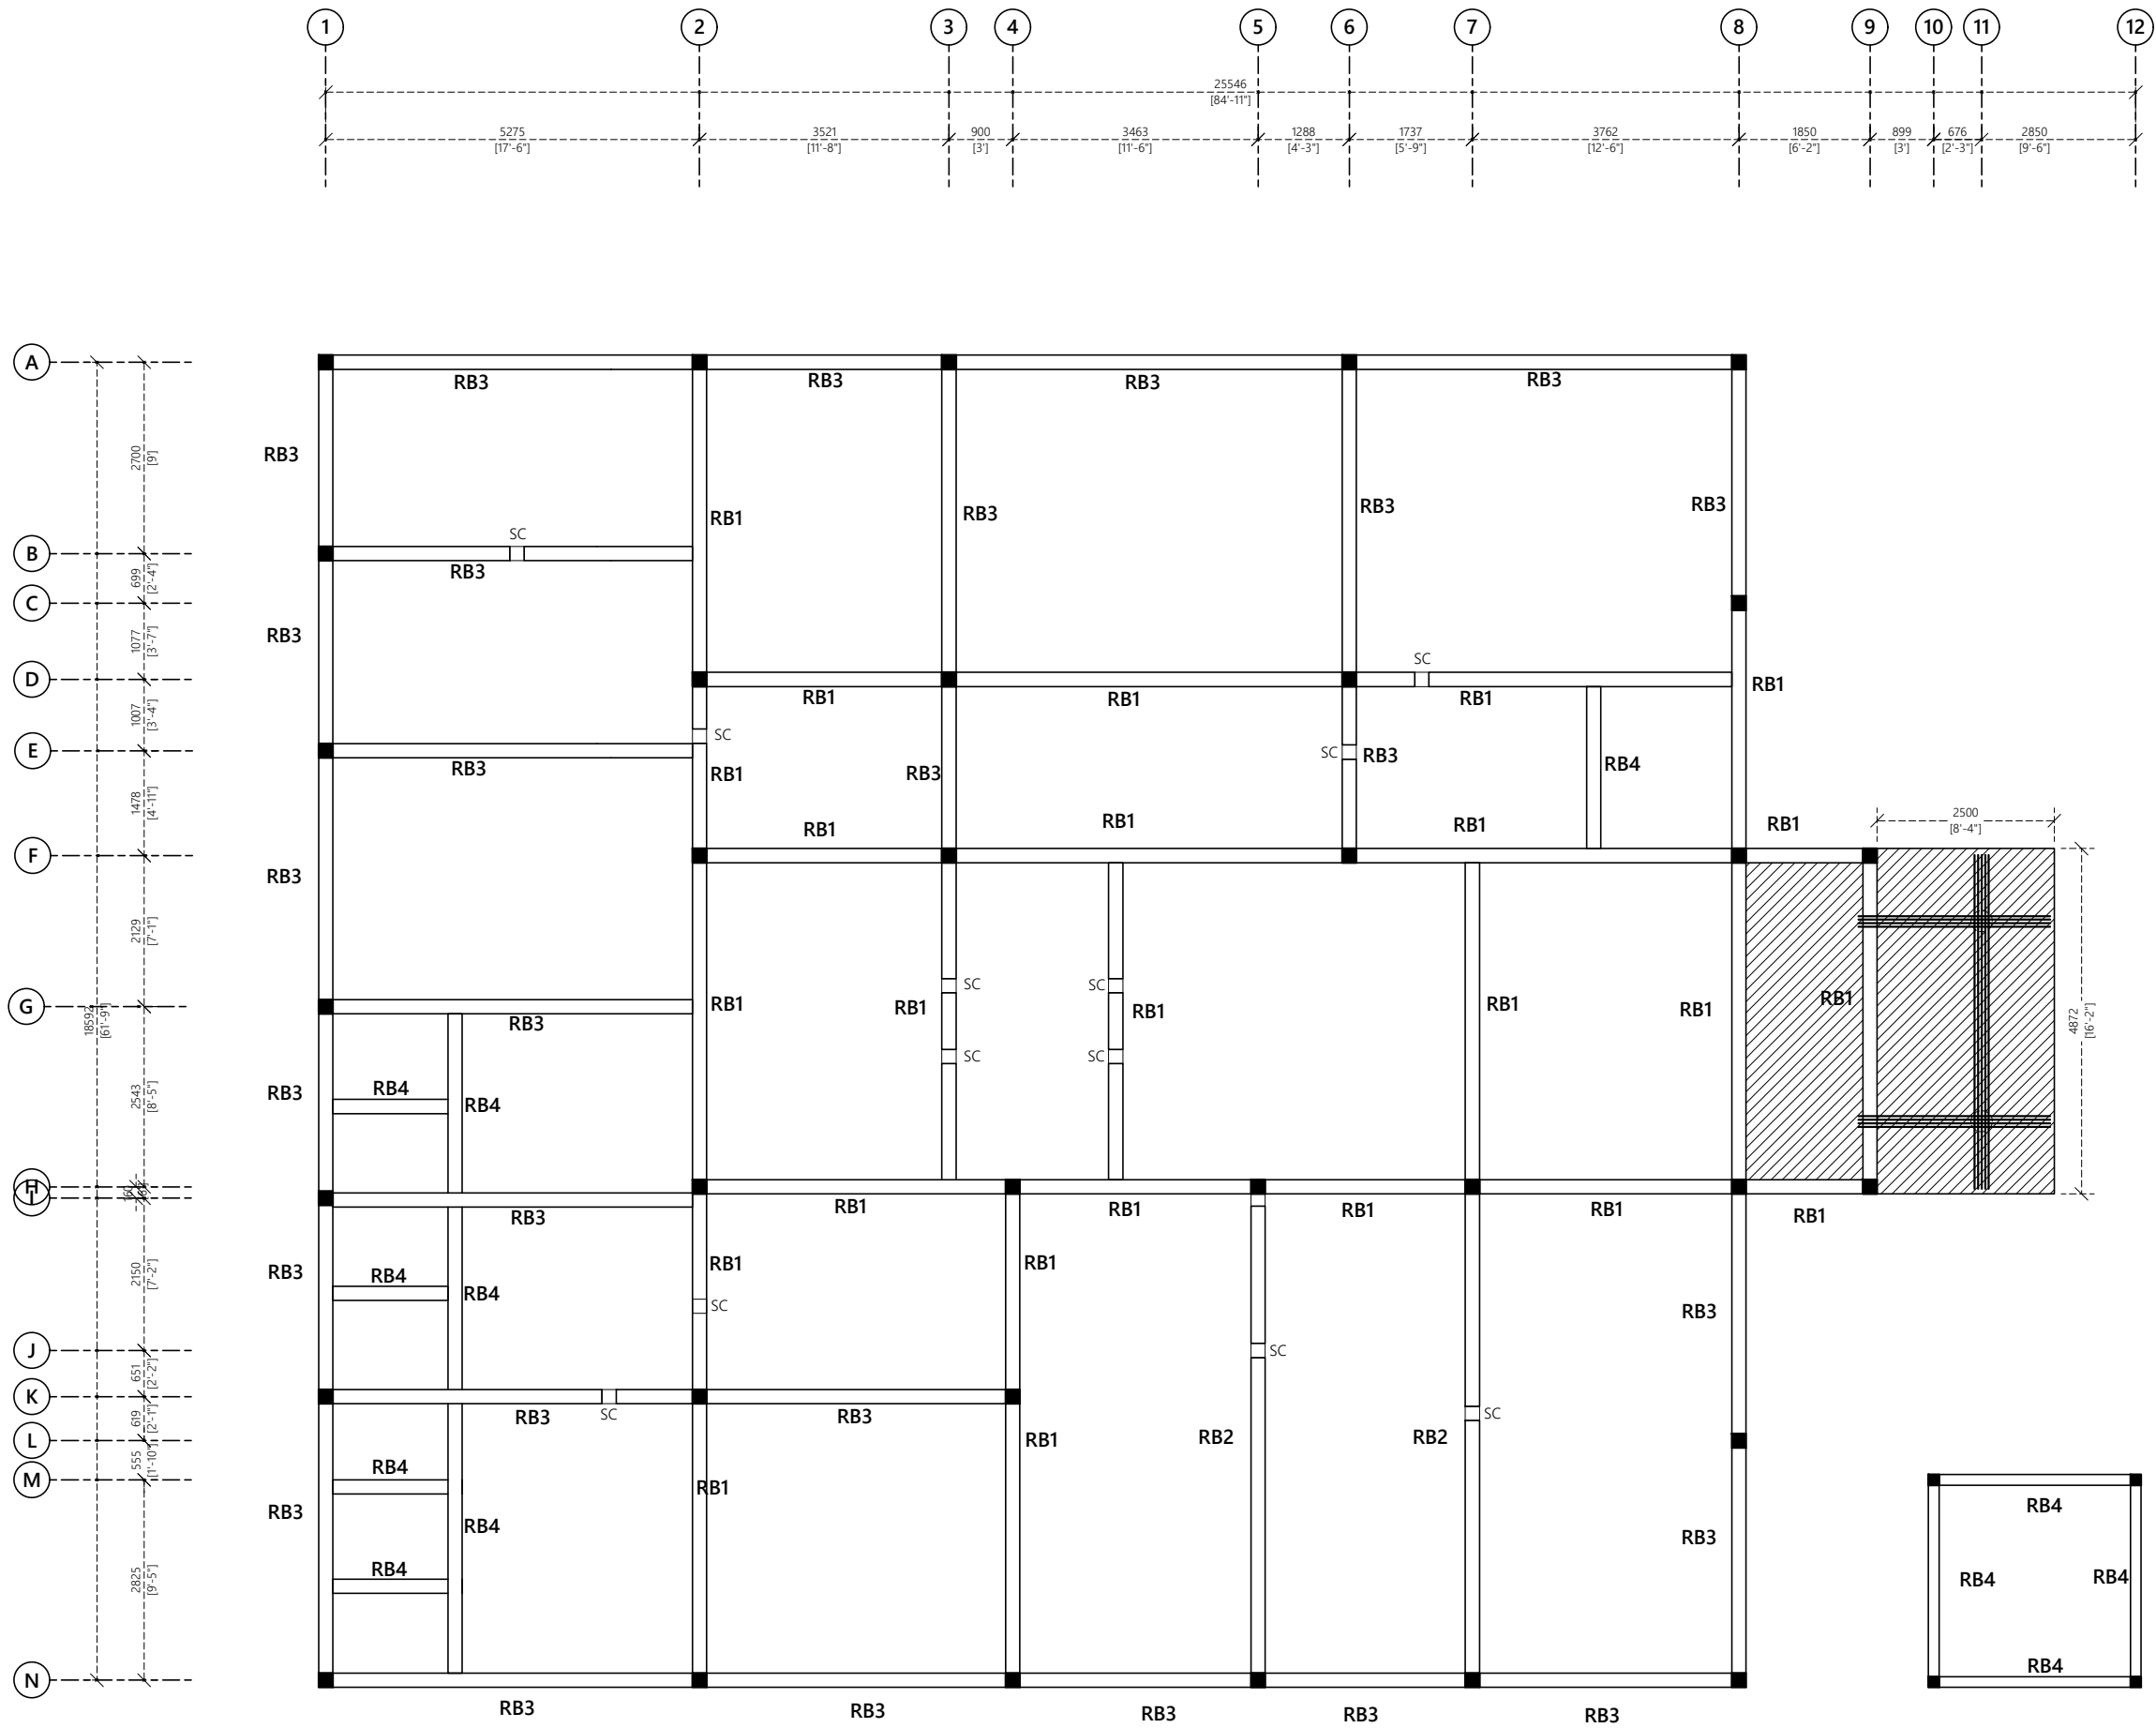 1 2 3 4 5 6 7 8 9 10 11 12
25546
[84'-11"]
5275 3521 900 3463 1288 1737 3762 1850 899 676 2850
[17'-6"] [11'-8"] [3'] [11'-6"] [4'-3"] [5'-9"] [12'-6"] [6'-2"] [3'] [2'-3"] [9'-6"]
A
RB3 RB3 RB3 RB3
2700
[9']
RB3
RB1 RB3 RB3 RB3
SC
B
RB3
699
[2'-4"]
C
1077
[3'-7"]
RB3
SC
D
RB1 RB1 RB1 RB1
1007
[3'-4"]
SC
E
SC RB3
RB3 RB1 RB3 RB4
1478
[4'-11"]
RB1 RB1 RB1 RB1
2500
[8'-4"]
F
RB3
2129
[7'-1"]
SC SC
G
RB1 RB1 RB1 RB1 RB1 RB1
18592
[61'-9"]
4872
[16'-2"]
RB3
SC SC
2543
[8'-5"]
RB3 RB4 RB4
H
I
RB3 RB1 RB1 RB1 RB1 RB1
2150
[7'-2"]
RB3 RB4 RB4 RB1 RB1
SC
RB3
J
SC
651
[2'-2"]
K
RB3 SC RB3 SC
619
[2'-1"]
L
RB1 RB2 RB2
555
[1'-10"]
M
RB4
RB3 RB1 RB4
RB4 RB3
2825
[9'-5"]
RB4 RB4 RB4
N
RB4
RB3 RB3 RB3 RB3 RB3